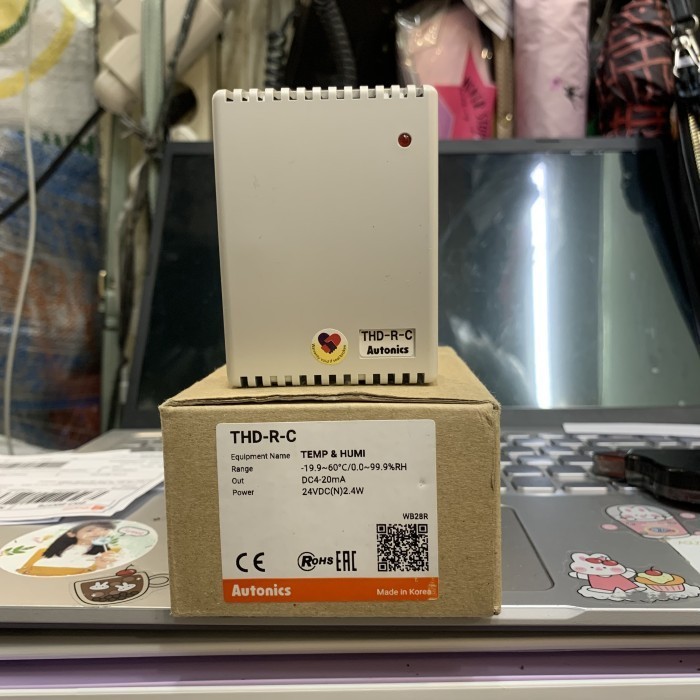 THD-R-C
Autonics
THD-R-C
Equipment Name TEMP & HUMI
Range -19.9~60°C/0.0~99.9%RH
Out DC4-20mA
Power 24VDC(N)2.4W
WB28R
CE RoHS EAC
Autonics Made in Korea